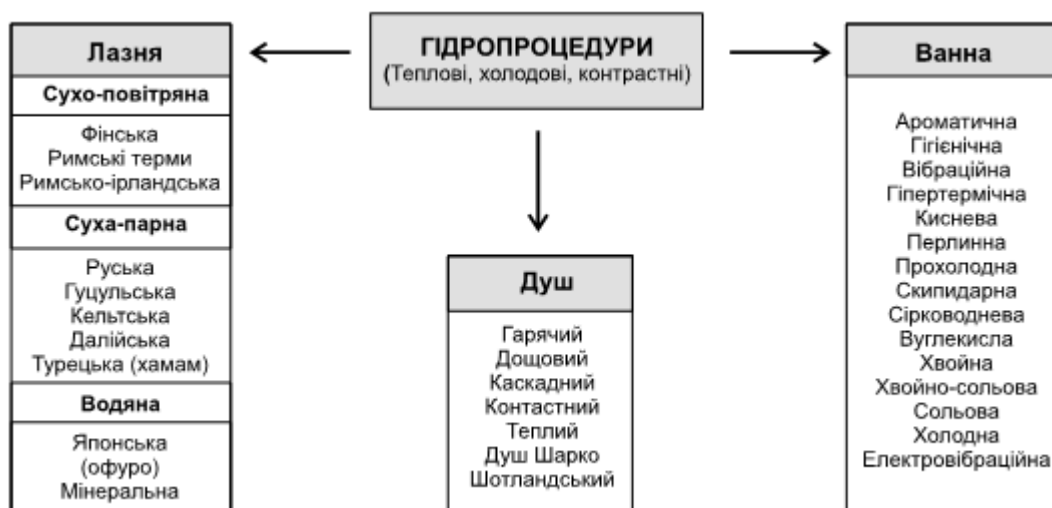 ГІДРОПРОЦЕДУРИ
(Теплові, холодові, контрастні)
Лазня
Сухо-повітряна
Фінська
Римські терми
Римсько-ірландська
Суха-парна
Руська
Гуцульська
Кельтська
Далійська
Турецька (хамам)
Водяна
Японська
(офуро)
Мінеральна
Душ
Гарячий
Дощовий
Каскадний
Контастний
Теплий
Душ Шарко
Шотландський
Ванна
Ароматична
Гігієнічна
Вібраційна
Гіпертермічна
Киснева
Перлинна
Прохолодна
Скипидарна
Сірководнева
Вуглекисла
Хвойна
Хвойно-сольова
Сольова
Холодна
Електровібраційна